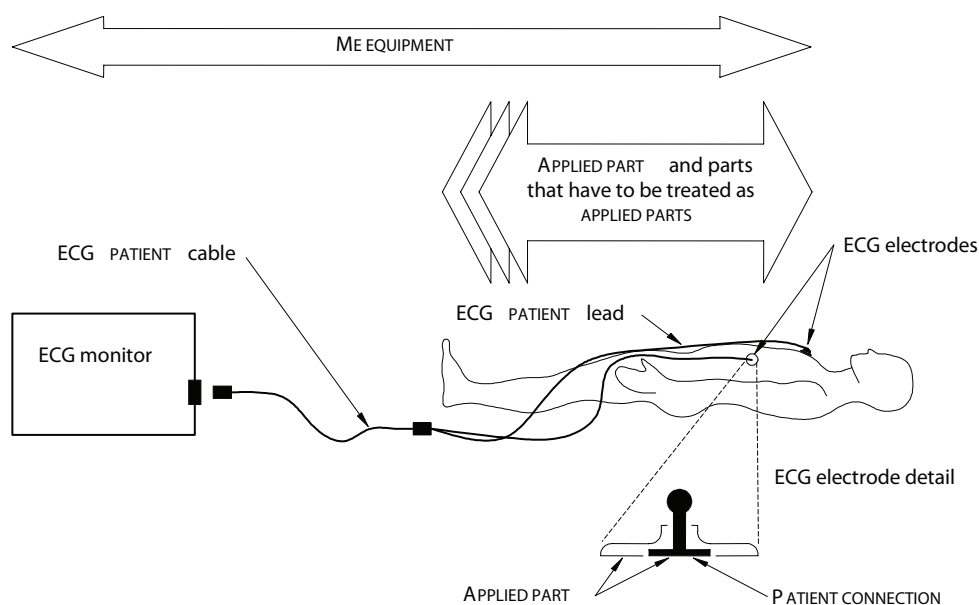 ME EQUIPMENT
APPLIED PART and parts
that have to be treated as
APPLIED PARTS
ECG PATIENT cable
ECG electrodes
ECG PATIENT lead
ECG monitor
ECG electrode detail
APPLIED PART
PATIENT CONNECTION